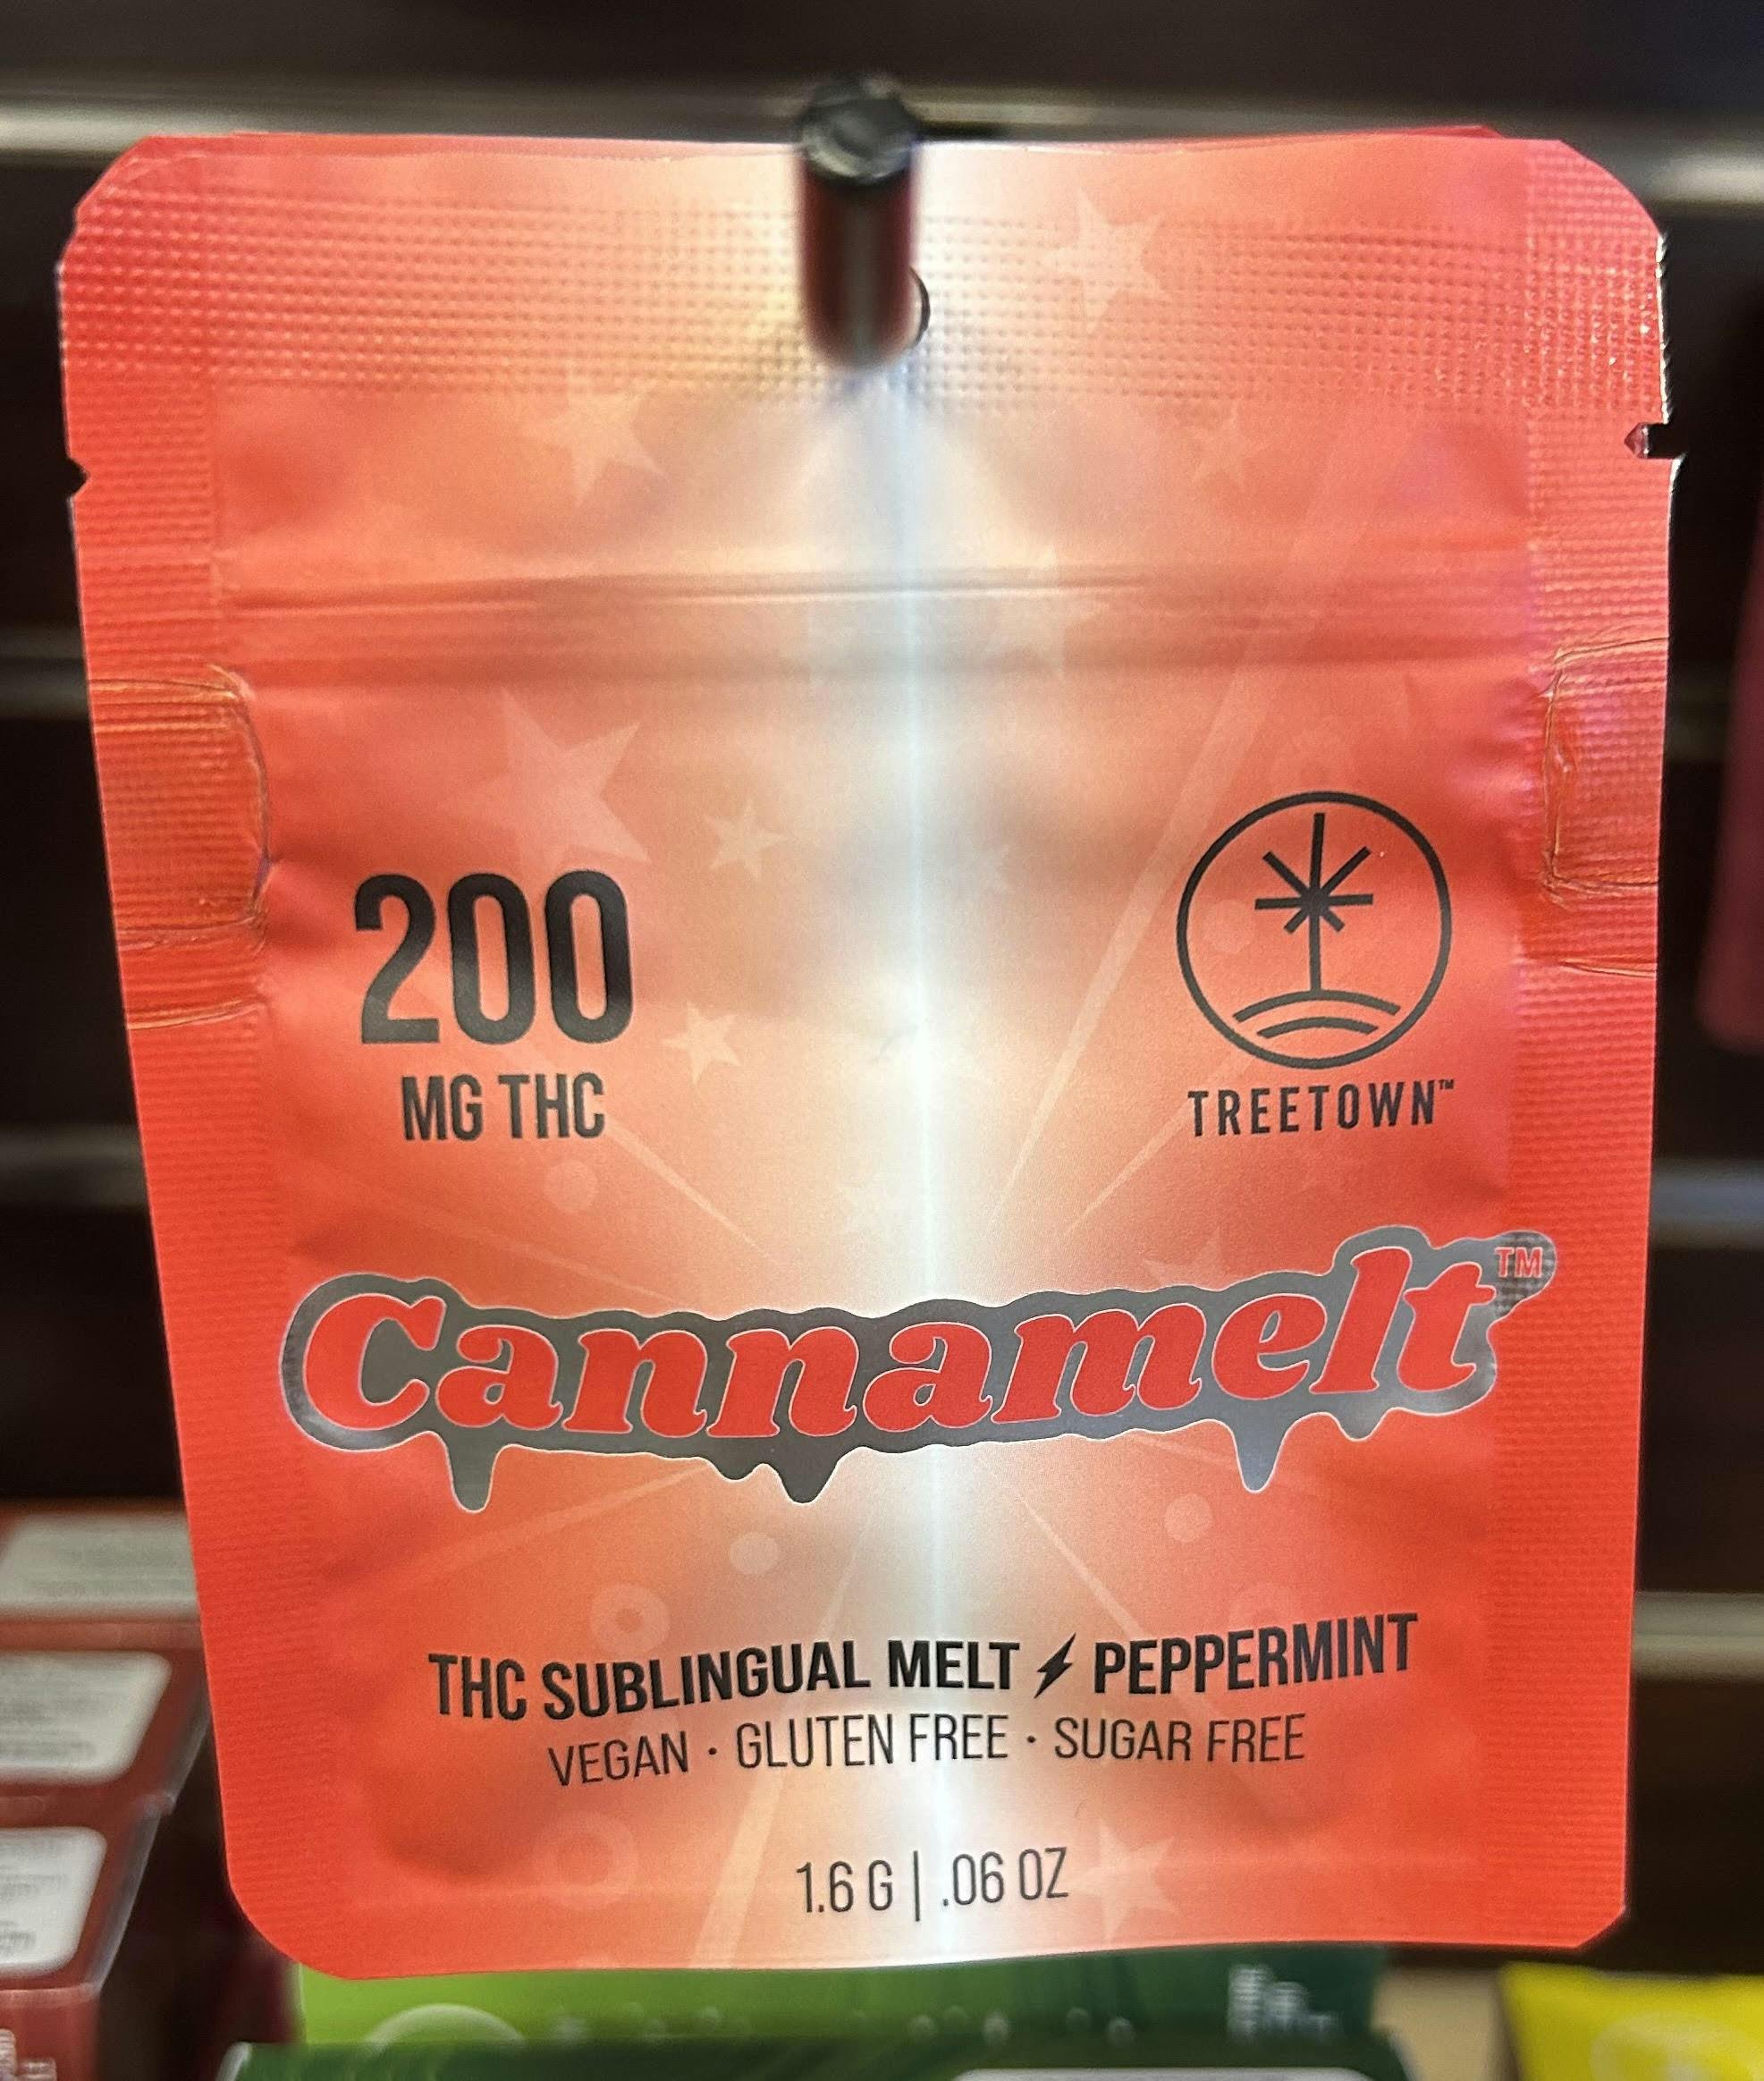 200
MG THC
TREETOWN™
Cannamelt™
THC SUBLINGUAL MELT PEPPERMINT
VEGAN · GLUTEN FREE · SUGAR FREE
1.6 G | .06 OZ